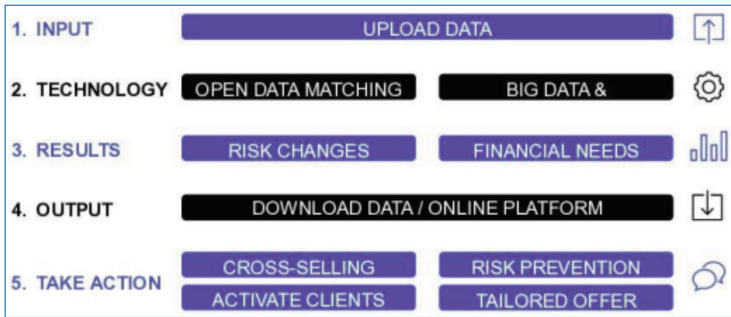 1. INPUT UPLOAD DATA
2. TECHNOLOGY OPEN DATA MATCHING BIG DATA &
3. RESULTS RISK CHANGES FINANCIAL NEEDS
4. OUTPUT DOWNLOAD DATA / ONLINE PLATFORM
5. TAKE ACTION CROSS-SELLING RISK PREVENTION
ACTIVATE CLIENTS TAILORED OFFER